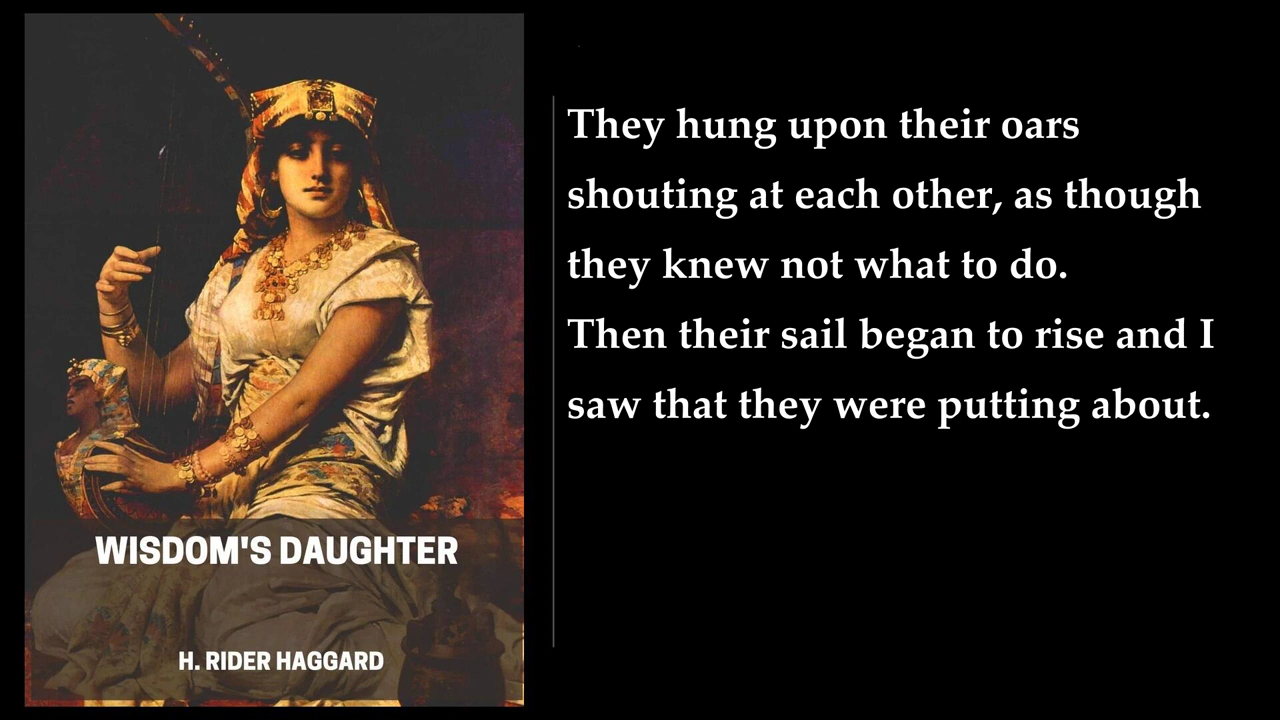 WISDOM'S DAUGHTER
H. RIDER HAGGARD
They hung upon their oars
shouting at each other, as though
they knew not what to do.
Then their sail began to rise and I
saw that they were putting about.